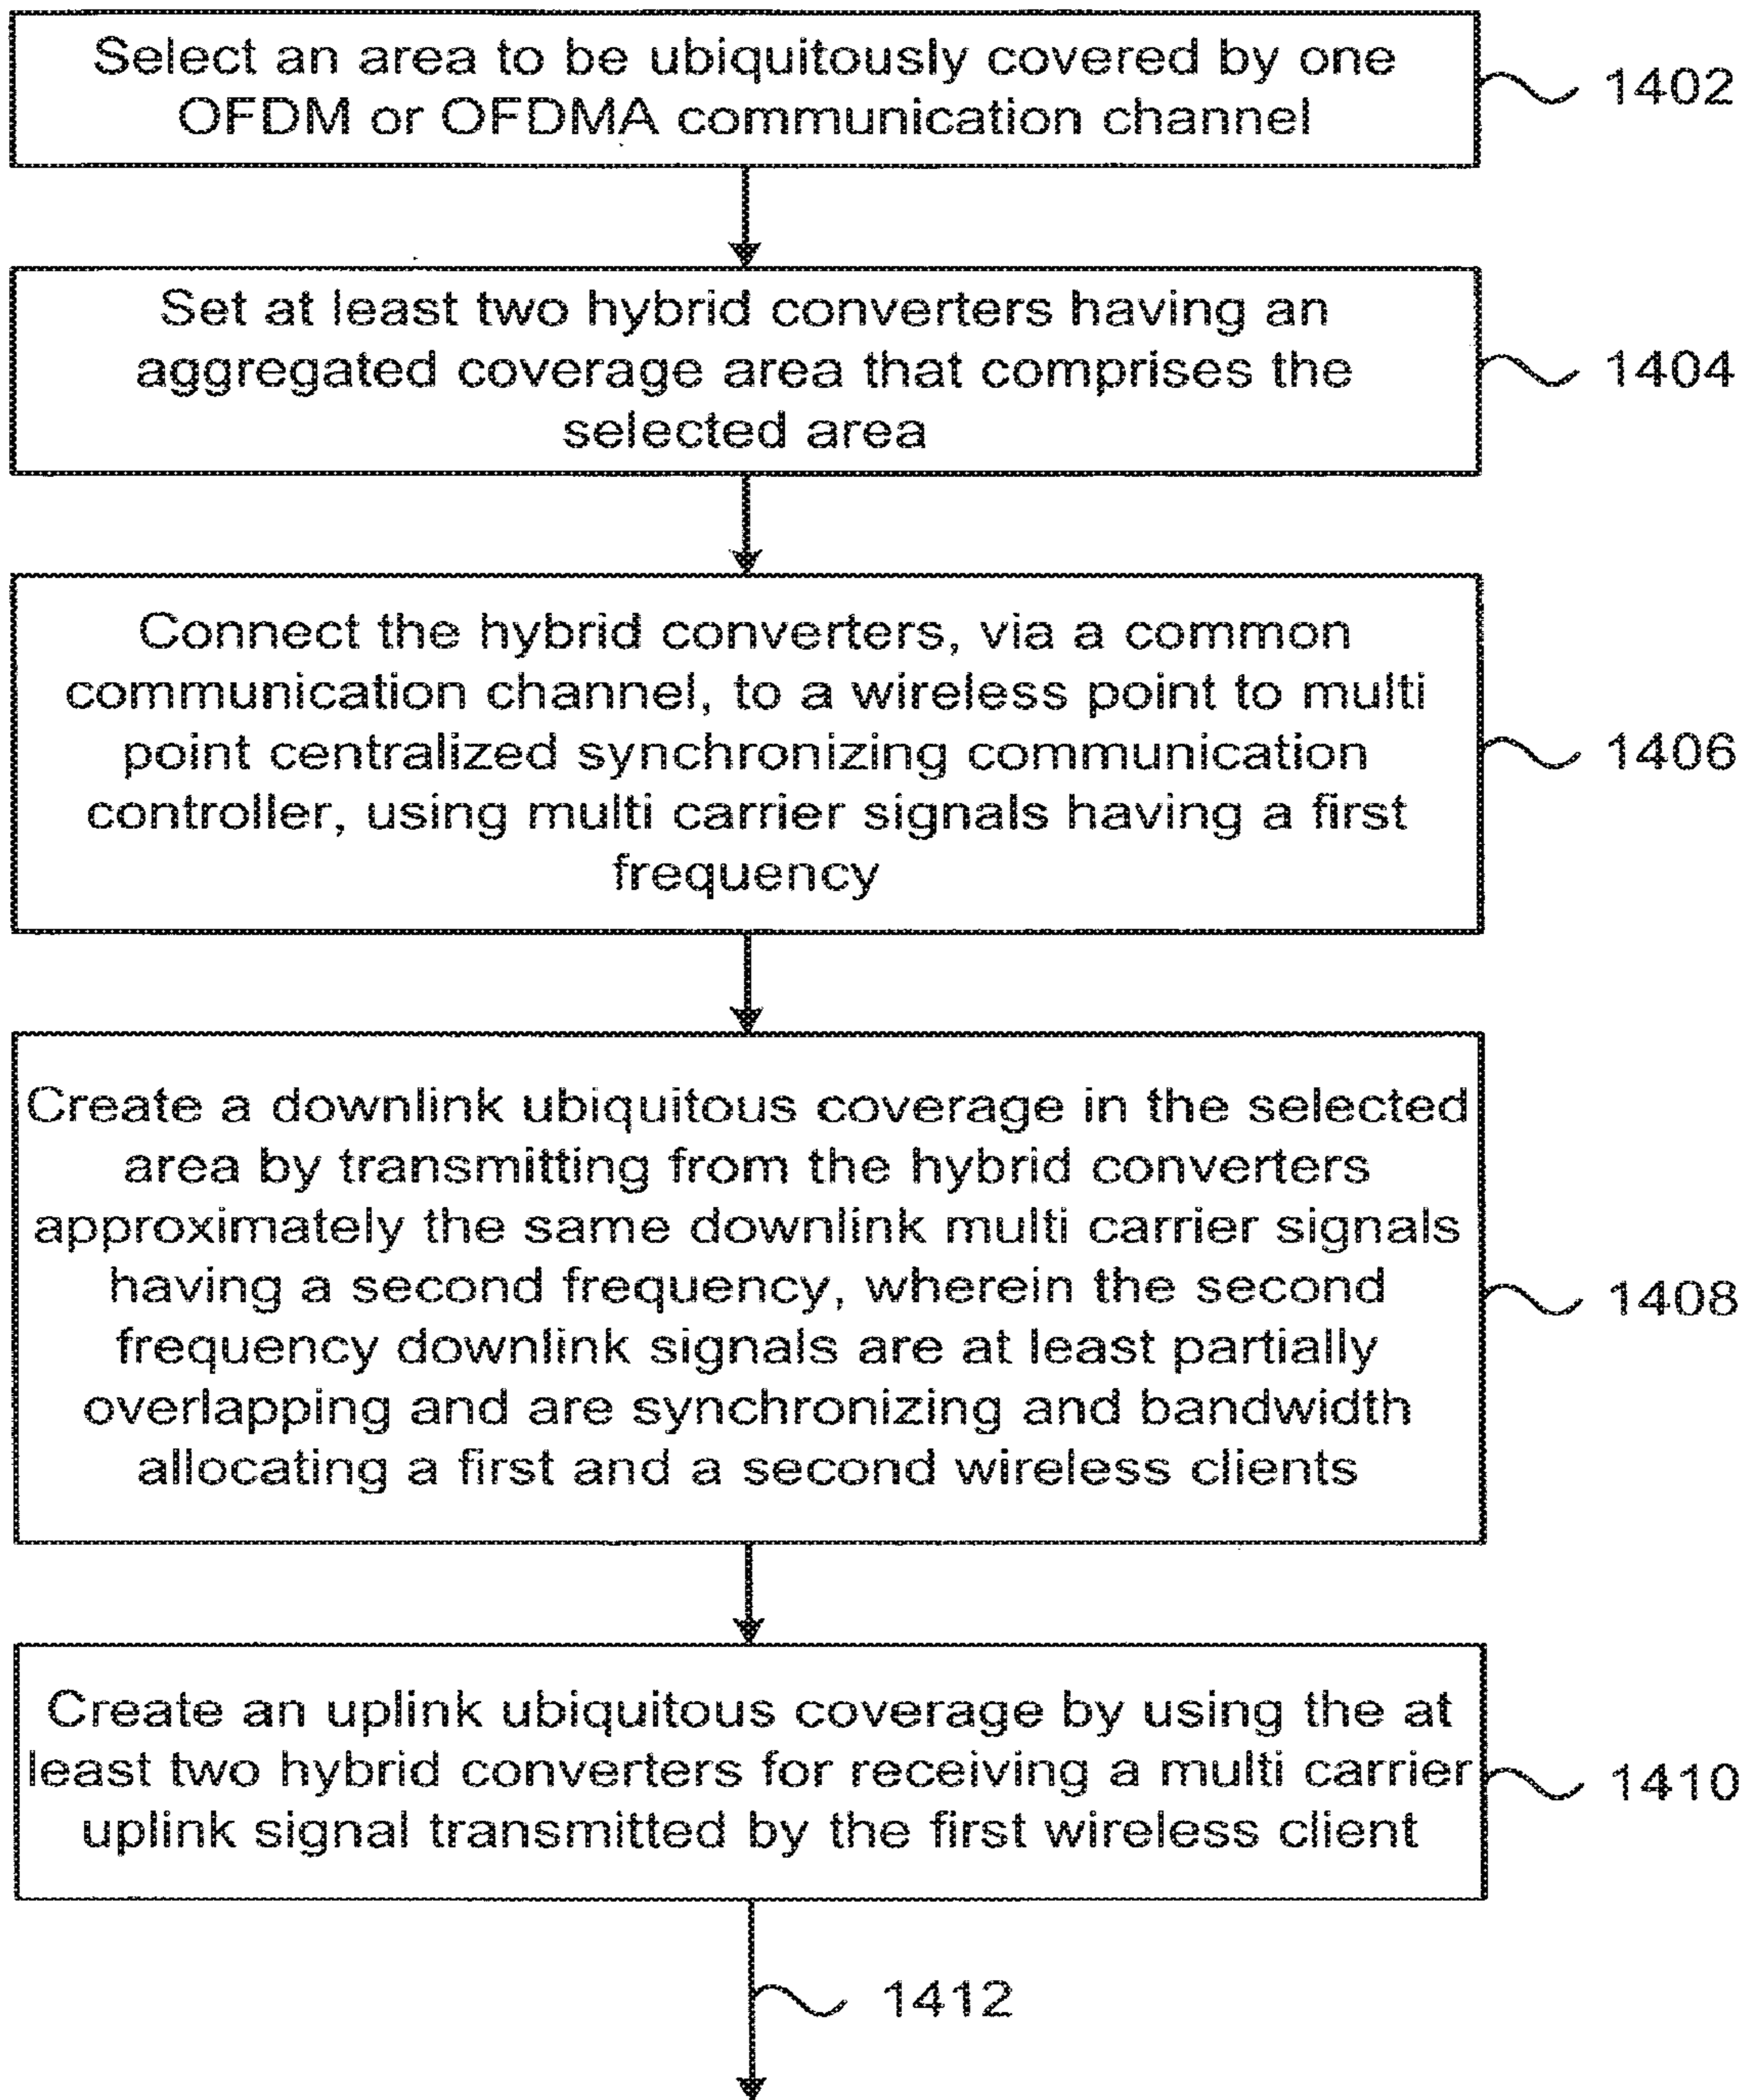 Select an area to be ubiquitously covered by one
OFDM or OFDMA communication channel
1402
Set at least two hybrid converters having an
aggregated coverage area that comprises the
selected area
1404
Connect the hybrid converters, via a common
communication channel, to a wireless point to multi
point centralized synchronizing communication
controller, using multi carrier signals having a first
frequency
1406
Create a downlink ubiquitous coverage in the selected
area by transmitting from the hybrid converters
approximately the same downlink multi carrier signals
having a second frequency, wherein the second
frequency downlink signals are at least partially
overlapping and are synchronizing and bandwidth
allocating a first and a second wireless clients
1408
Create an uplink ubiquitous coverage by using the at
least two hybrid converters for receiving a multi carrier
uplink signal transmitted by the first wireless client
1410
1412